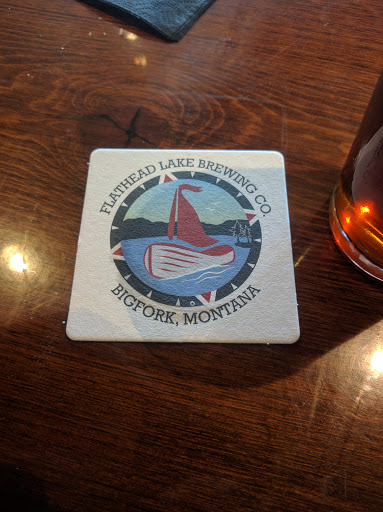 FLATHEAD LAKE BREWING CO.
BIGFORK, MONTANA